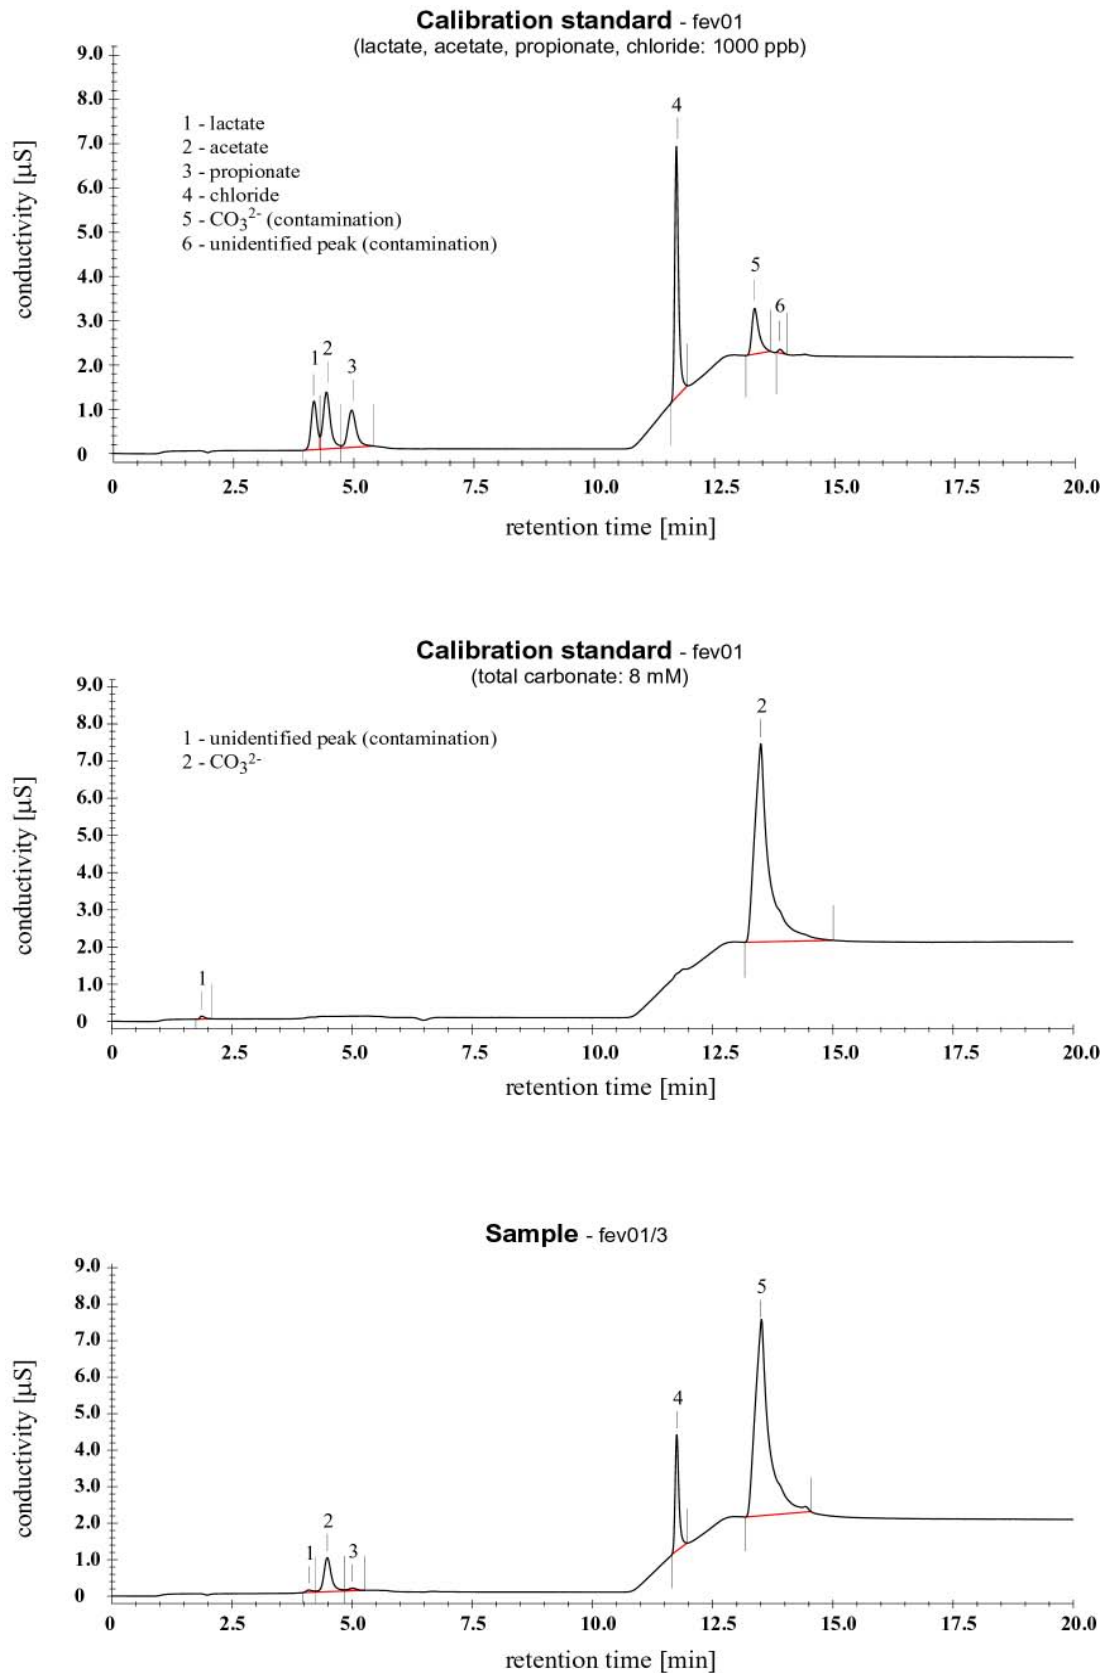 Calibration standard - fev01
(lactate, acetate, propionate, chloride: 1000 ppb)
9.0
8.0
7.0
6.0
5.0
4.0
3.0
2.0
1.0
0
conductivity [µS]
1 - lactate
2 - acetate
3 - propionate
4 - chloride
5 - CO₃²⁻ (contamination)
6 - unidentified peak (contamination)
1
2
3
4
5
6
0 2.5 5.0 7.5 10.0 12.5 15.0 17.5 20.0
retention time [min]
Calibration standard - fev01
(total carbonate: 8 mM)
9.0
8.0
7.0
6.0
5.0
4.0
3.0
2.0
1.0
0
conductivity [µS]
1 - unidentified peak (contamination)
2 - CO₃²⁻
1
2
0 2.5 5.0 7.5 10.0 12.5 15.0 17.5 20.0
retention time [min]
Sample - fev01/3
9.0
8.0
7.0
6.0
5.0
4.0
3.0
2.0
1.0
0
conductivity [µS]
1
2
3
4
5
0 2.5 5.0 7.5 10.0 12.5 15.0 17.5 20.0
retention time [min]